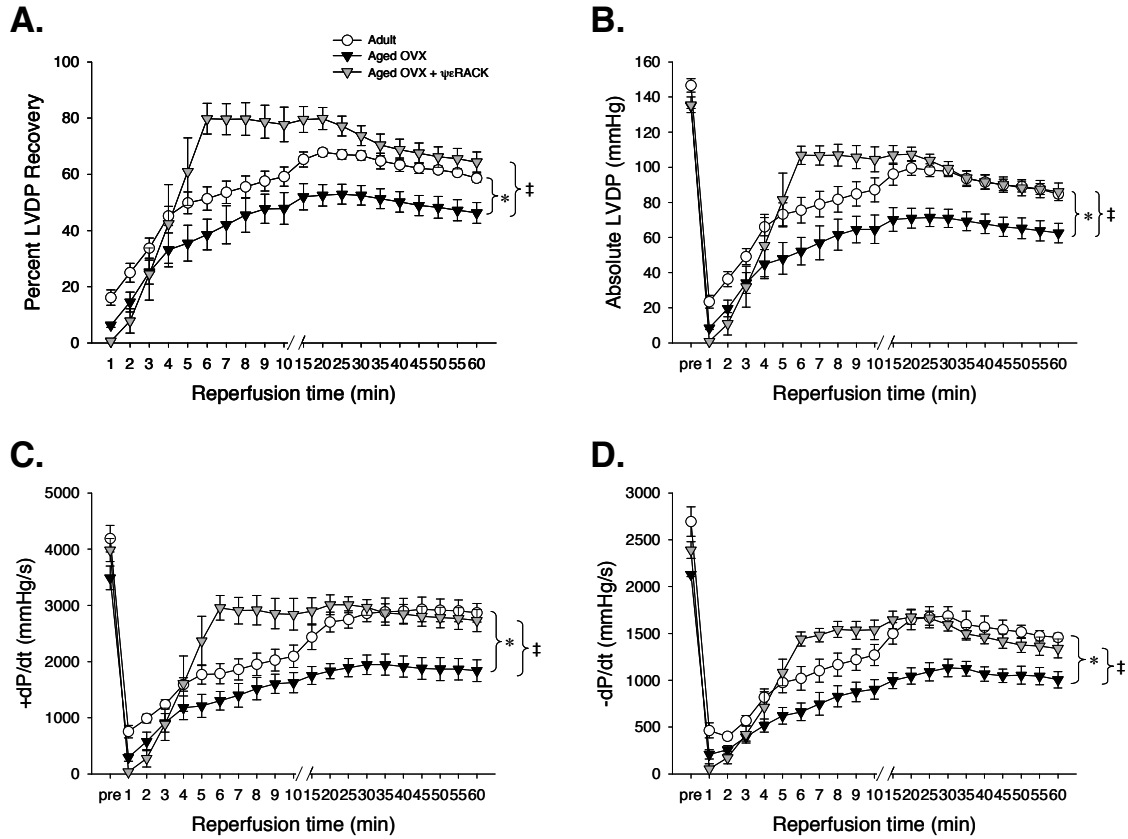 A.
Adult
Aged OVX
Aged OVX + ψεRACK
Percent LVDP Recovery
100
80
60
40
20
0
* ‡
1 2 3 4 5 6 7 8 9 10 // 15 20 25 30 35 40 45 50 55 60
Reperfusion time (min)
B.
Absolute LVDP (mmHg)
160
140
120
100
80
60
40
20
0
* ‡
pre 1 2 3 4 5 6 7 8 9 10 // 15 20 25 30 35 40 45 50 55 60
Reperfusion time (min)
C.
+dP/dt (mmHg/s)
5000
4000
3000
2000
1000
0
* ‡
pre 1 2 3 4 5 6 7 8 9 10 // 15 20 25 30 35 40 45 50 55 60
Reperfusion time (min)
D.
-dP/dt (mmHg/s)
3000
2500
2000
1500
1000
500
0
* ‡
pre 1 2 3 4 5 6 7 8 9 10 // 15 20 25 30 35 40 45 50 55 60
Reperfusion time (min)